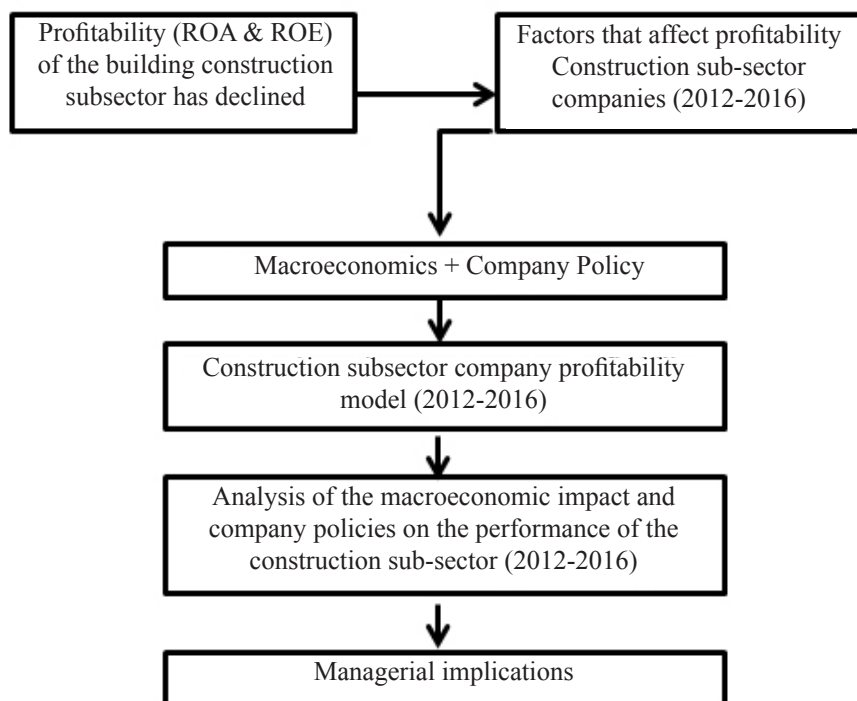 Profitability (ROA & ROE)
of the building construction
subsector has declined
Factors that affect profitability
Construction sub-sector
companies (2012-2016)
Macroeconomics + Company Policy
Construction subsector company profitability
model (2012-2016)
Analysis of the macroeconomic impact and
company policies on the performance of the
construction sub-sector (2012-2016)
Managerial implications